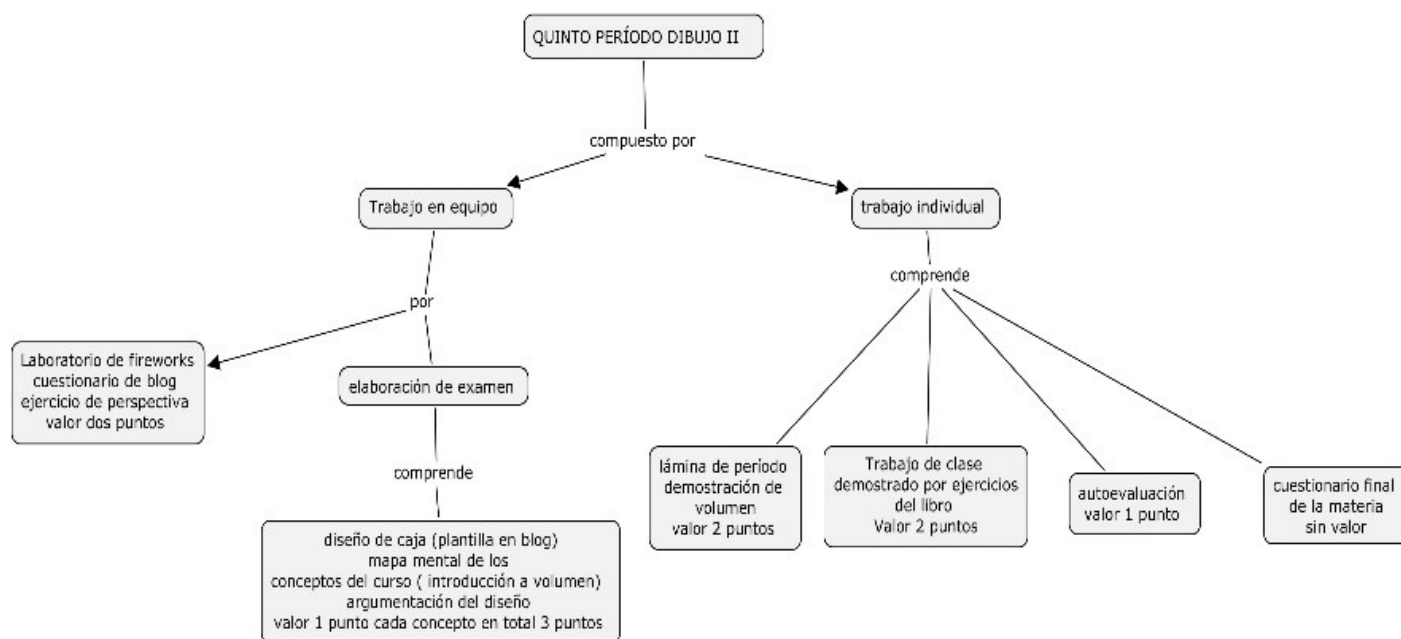 QUINTO PERÍODO DIBUJO II
compuesto por
Trabajo en equipo
trabajo individual
por
comprende
Laboratorio de fireworks
cuestionario de blog
ejercicio de perspectiva
valor dos puntos
elaboración de examen
comprende
diseño de caja (plantilla en blog)
mapa mental de los
conceptos del curso ( introducción a volumen)
argumentación del diseño
valor 1 punto cada concepto en total 3 puntos
lámina de período
demostración de
volumen
valor 2 puntos
Trabajo de clase
demostrado por ejercicios
del libro
Valor 2 puntos
autoevaluación
valor 1 punto
cuestionario final
de la materia
sin valor